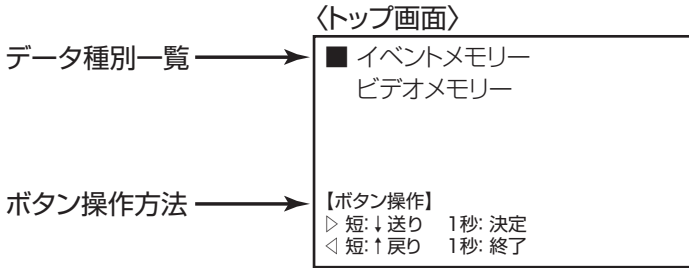 〈トップ画面〉
データ種別一覧
■ イベントメモリー
ビデオメモリー
ボタン操作方法
【ボタン操作】
▷ 短:↓送り 1秒: 決定
◁ 短:↑戻り 1秒: 終了